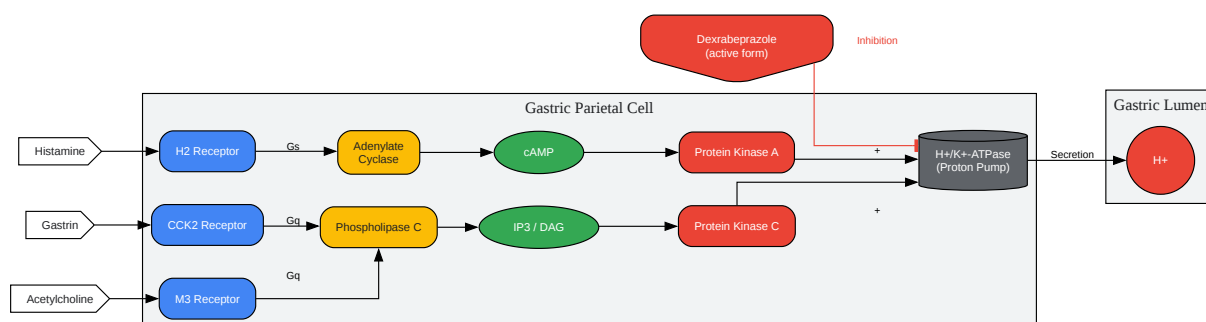 Dexrabeprazole
(active form)
Inhibition
Gastric Parietal Cell
Gastric Lumen
Histamine
H2 Receptor
Gs
Adenylate
Cyclase
cAMP
Protein Kinase A
+
H+/K+-ATPase
(Proton Pump)
Secretion
H+
Gastrin
CCK2 Receptor
Gq
Phospholipase C
IP3 / DAG
Protein Kinase C
+
Gq
Acetylcholine
M3 Receptor